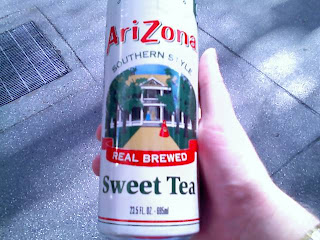 AriZona
SOUTHERN STYLE
REAL BREWED
Sweet Tea
23.5 FL. OZ. - 695ml